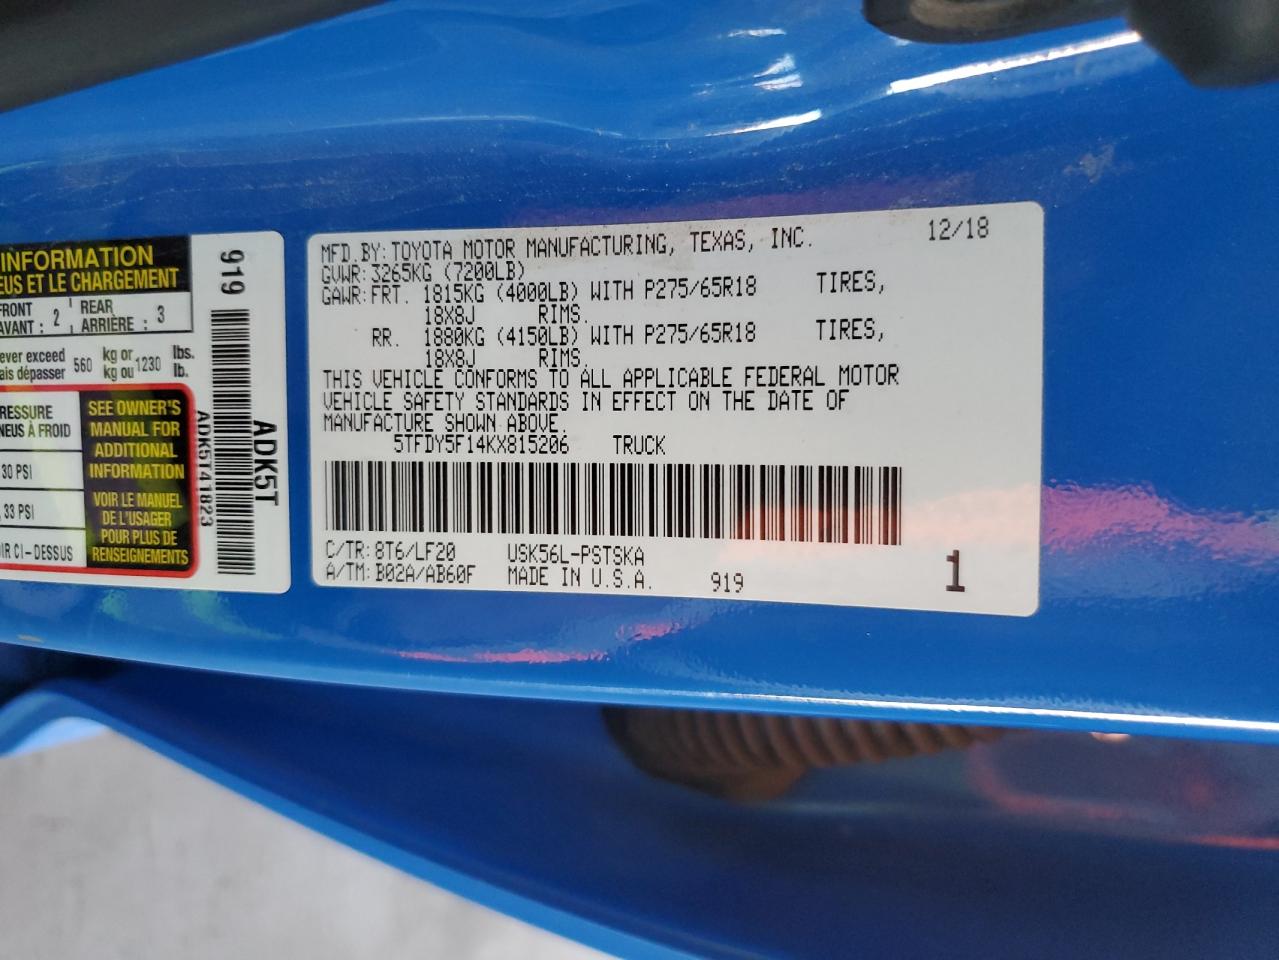 INFORMATION
EUS ET LE CHARGEMENT
FRONT
AVANT : 2
REAR
ARRIÈRE : 3
ever exceed
ais dépasser
560
kg or
kg ou
1230
lbs.
lb.
RESSURE
NEUS À FROID
30 PSI
33 PSI
OIR CI-DESSUS
SEE OWNER'S
MANUAL FOR
ADDITIONAL
INFORMATION
VOIR LE MANUEL
DE L'USAGER
POUR PLUS DE
RENSEIGNEMENTS
919
ADK5T41823
ADK5T
MFD. BY: TOYOTA MOTOR MANUFACTURING, TEXAS, INC. 12/18
GVWR: 3265KG (7200LB)
GAWR: FRT. 1815KG (4000LB) WITH P275/65R18 TIRES,
18X8J RIMS.
RR. 1880KG (4150LB) WITH P275/65R18 TIRES,
18X8J RIMS.
THIS VEHICLE CONFORMS TO ALL APPLICABLE FEDERAL MOTOR
VEHICLE SAFETY STANDARDS IN EFFECT ON THE DATE OF
MANUFACTURE SHOWN ABOVE.
5TFDY5F14KX815206 TRUCK
C/TR: 8T6/LF20 USK56L-PSTSKA
A/TM: B02A/AB60F MADE IN U.S.A. 919 1